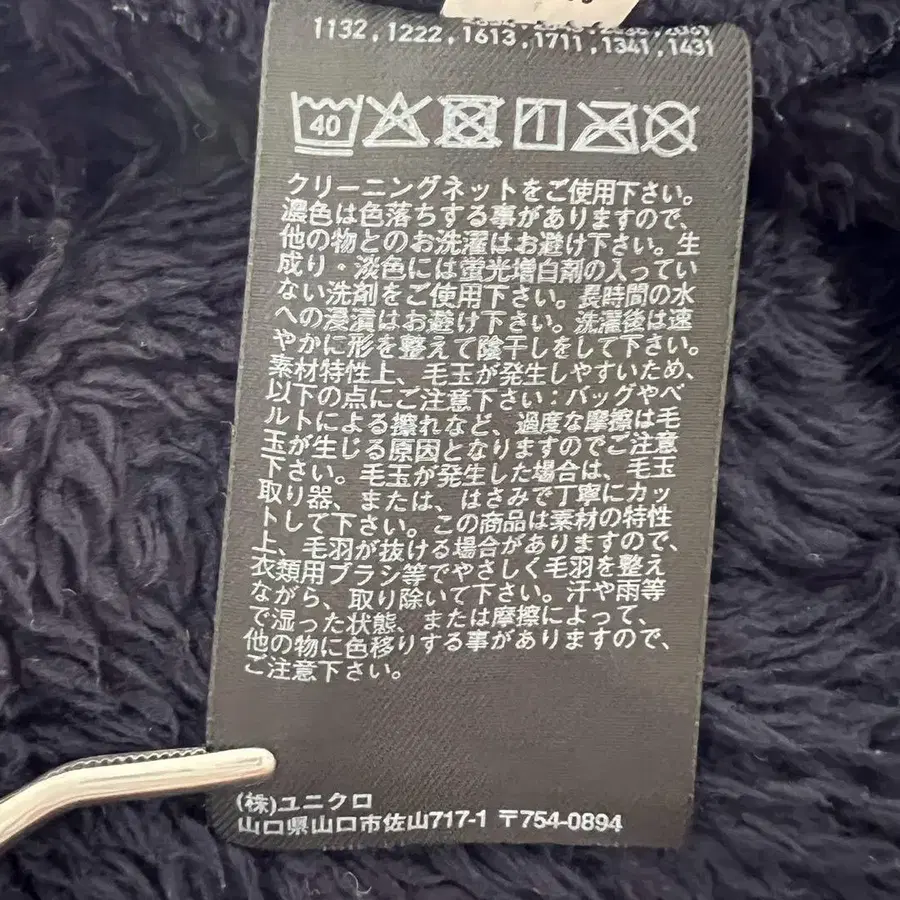 1132,1222,1613,1711,1341,1431
40
クリーニングネットをご使用下さい。
濃色は色落ちする事がありますので、
他の物とのお洗濯はお避け下さい。生
成り・淡色には蛍光増白剤の入ってい
ない洗剤をご使用下さい。長時間の水
への浸漬はお避け下さい。洗濯後は速
やかに形を整えて陰干しをして下さい。
素材特性上、毛玉が発生しやすいため、
以下の点にご注意下さい：バッグやベ
ルトによる擦れなど、過度な摩擦は毛
玉が生じる原因となりますのでご注意
下さい。毛玉が発生した場合は、毛玉
取り器、または、はさみで丁寧にカッ
トして下さい。この商品は素材の特性
上、毛羽が抜ける場合がありますので、
衣類用ブラシ等でやさしく毛羽を整え
ながら、取り除いて下さい。汗や雨等
で湿った状態、または摩擦によって、
他の物に色移りする事がありますので、
ご注意下さい。
(株)ユニクロ
山口県山口市佐山717-1 〒754-0894